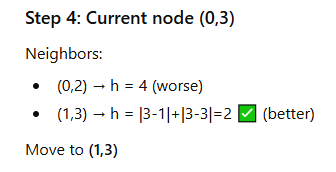 Step 4: Current node (0,3)
Neighbors:
• (0,2) → h = 4 (worse)
• (1,3) → h = |3-1|+|3-3|=2 ✅ (better)
Move to (1,3)